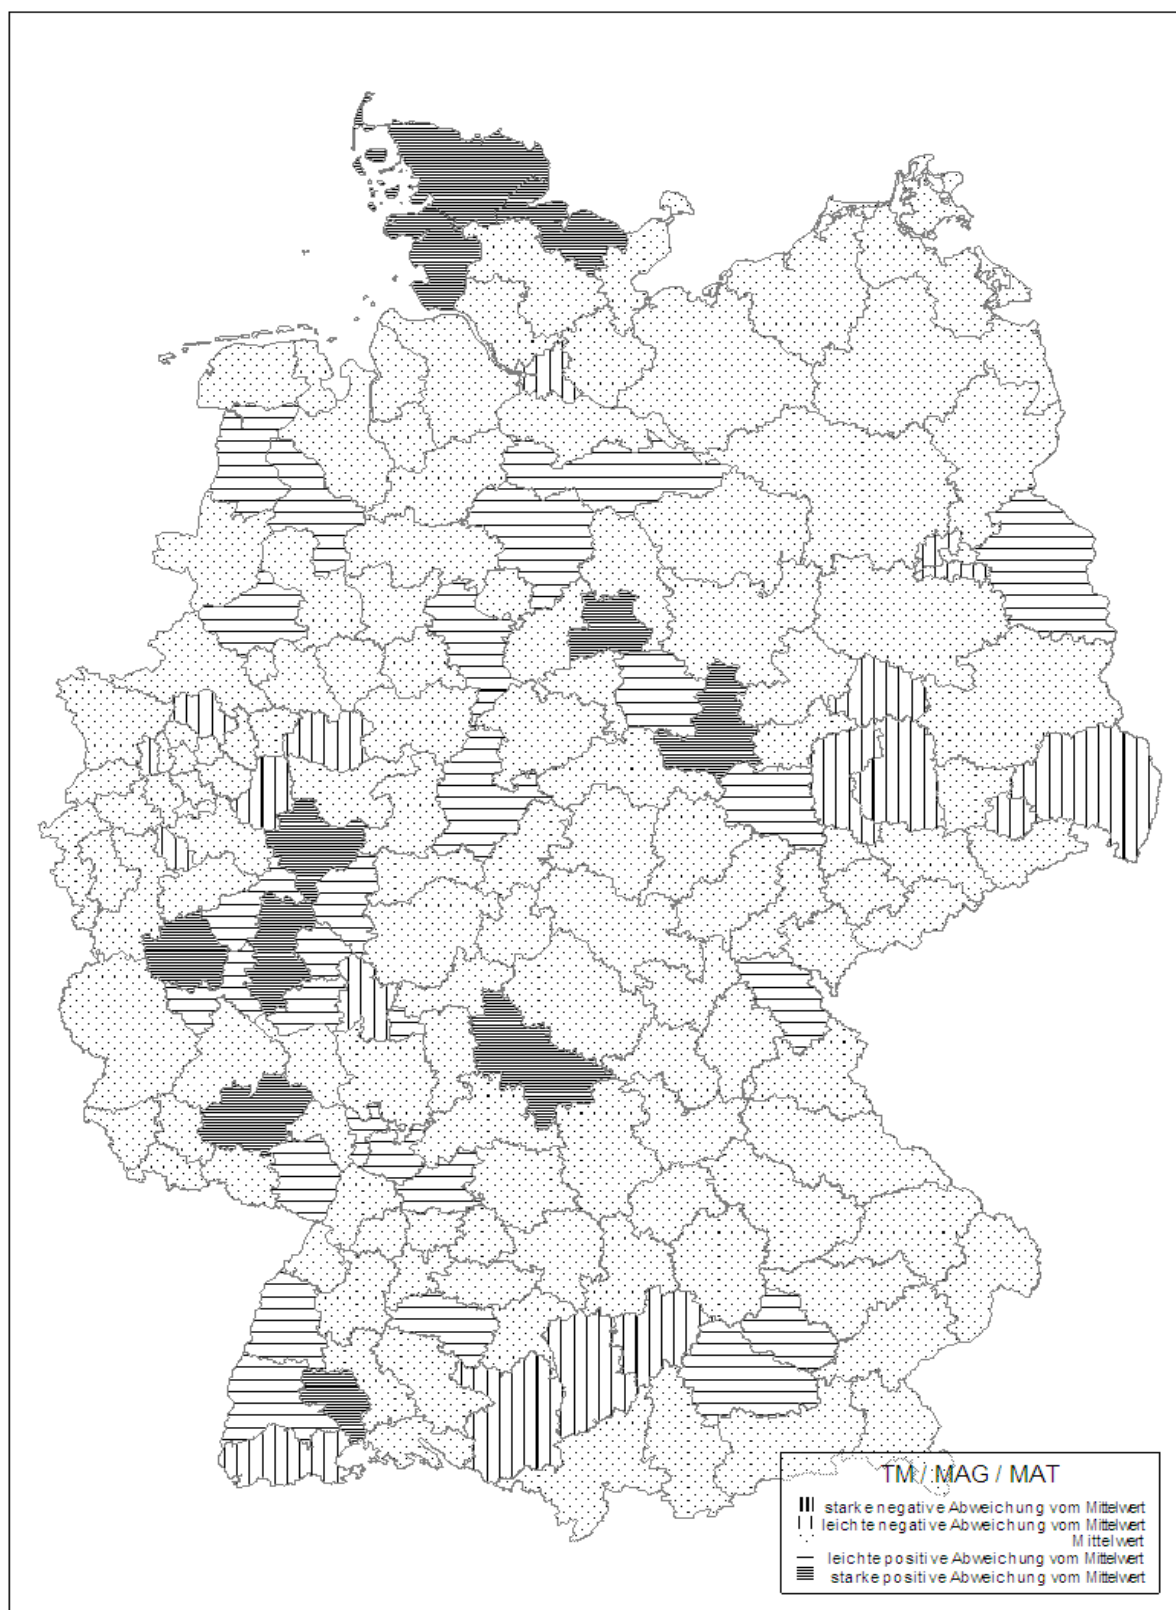 TM / MAG / MAT
starke negative Abweichung vom Mittelwert
leichte negative Abweichung vom Mittelwert
Mittelwert
leichte positive Abweichung vom Mittelwert
starke positive Abweichung vom Mittelwert